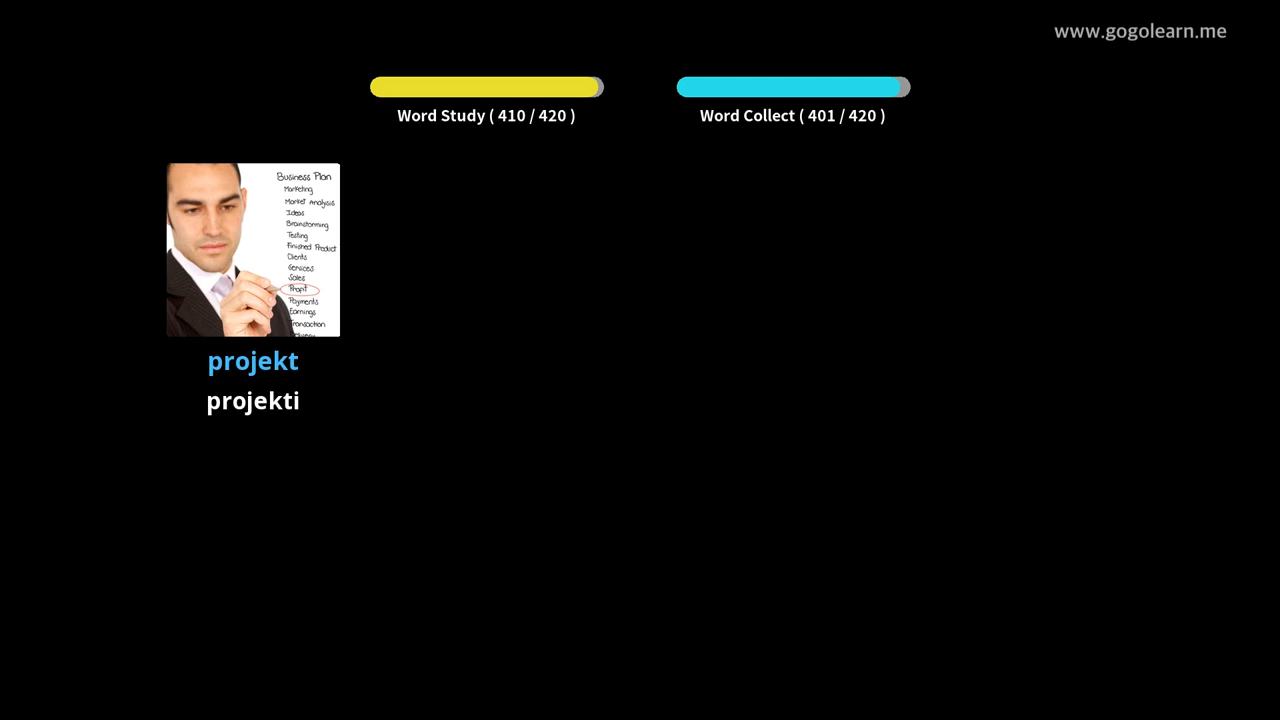 www.gogolearn.me
Word Study ( 410 / 420 )
Word Collect ( 401 / 420 )
Business Plan
Marketing
Market Analysis
Ideas
Brainstorming
Testing
Finished Product
Clients
Services
Sales
Profit
Payments
Earnings
Transaction
projekt
projekti